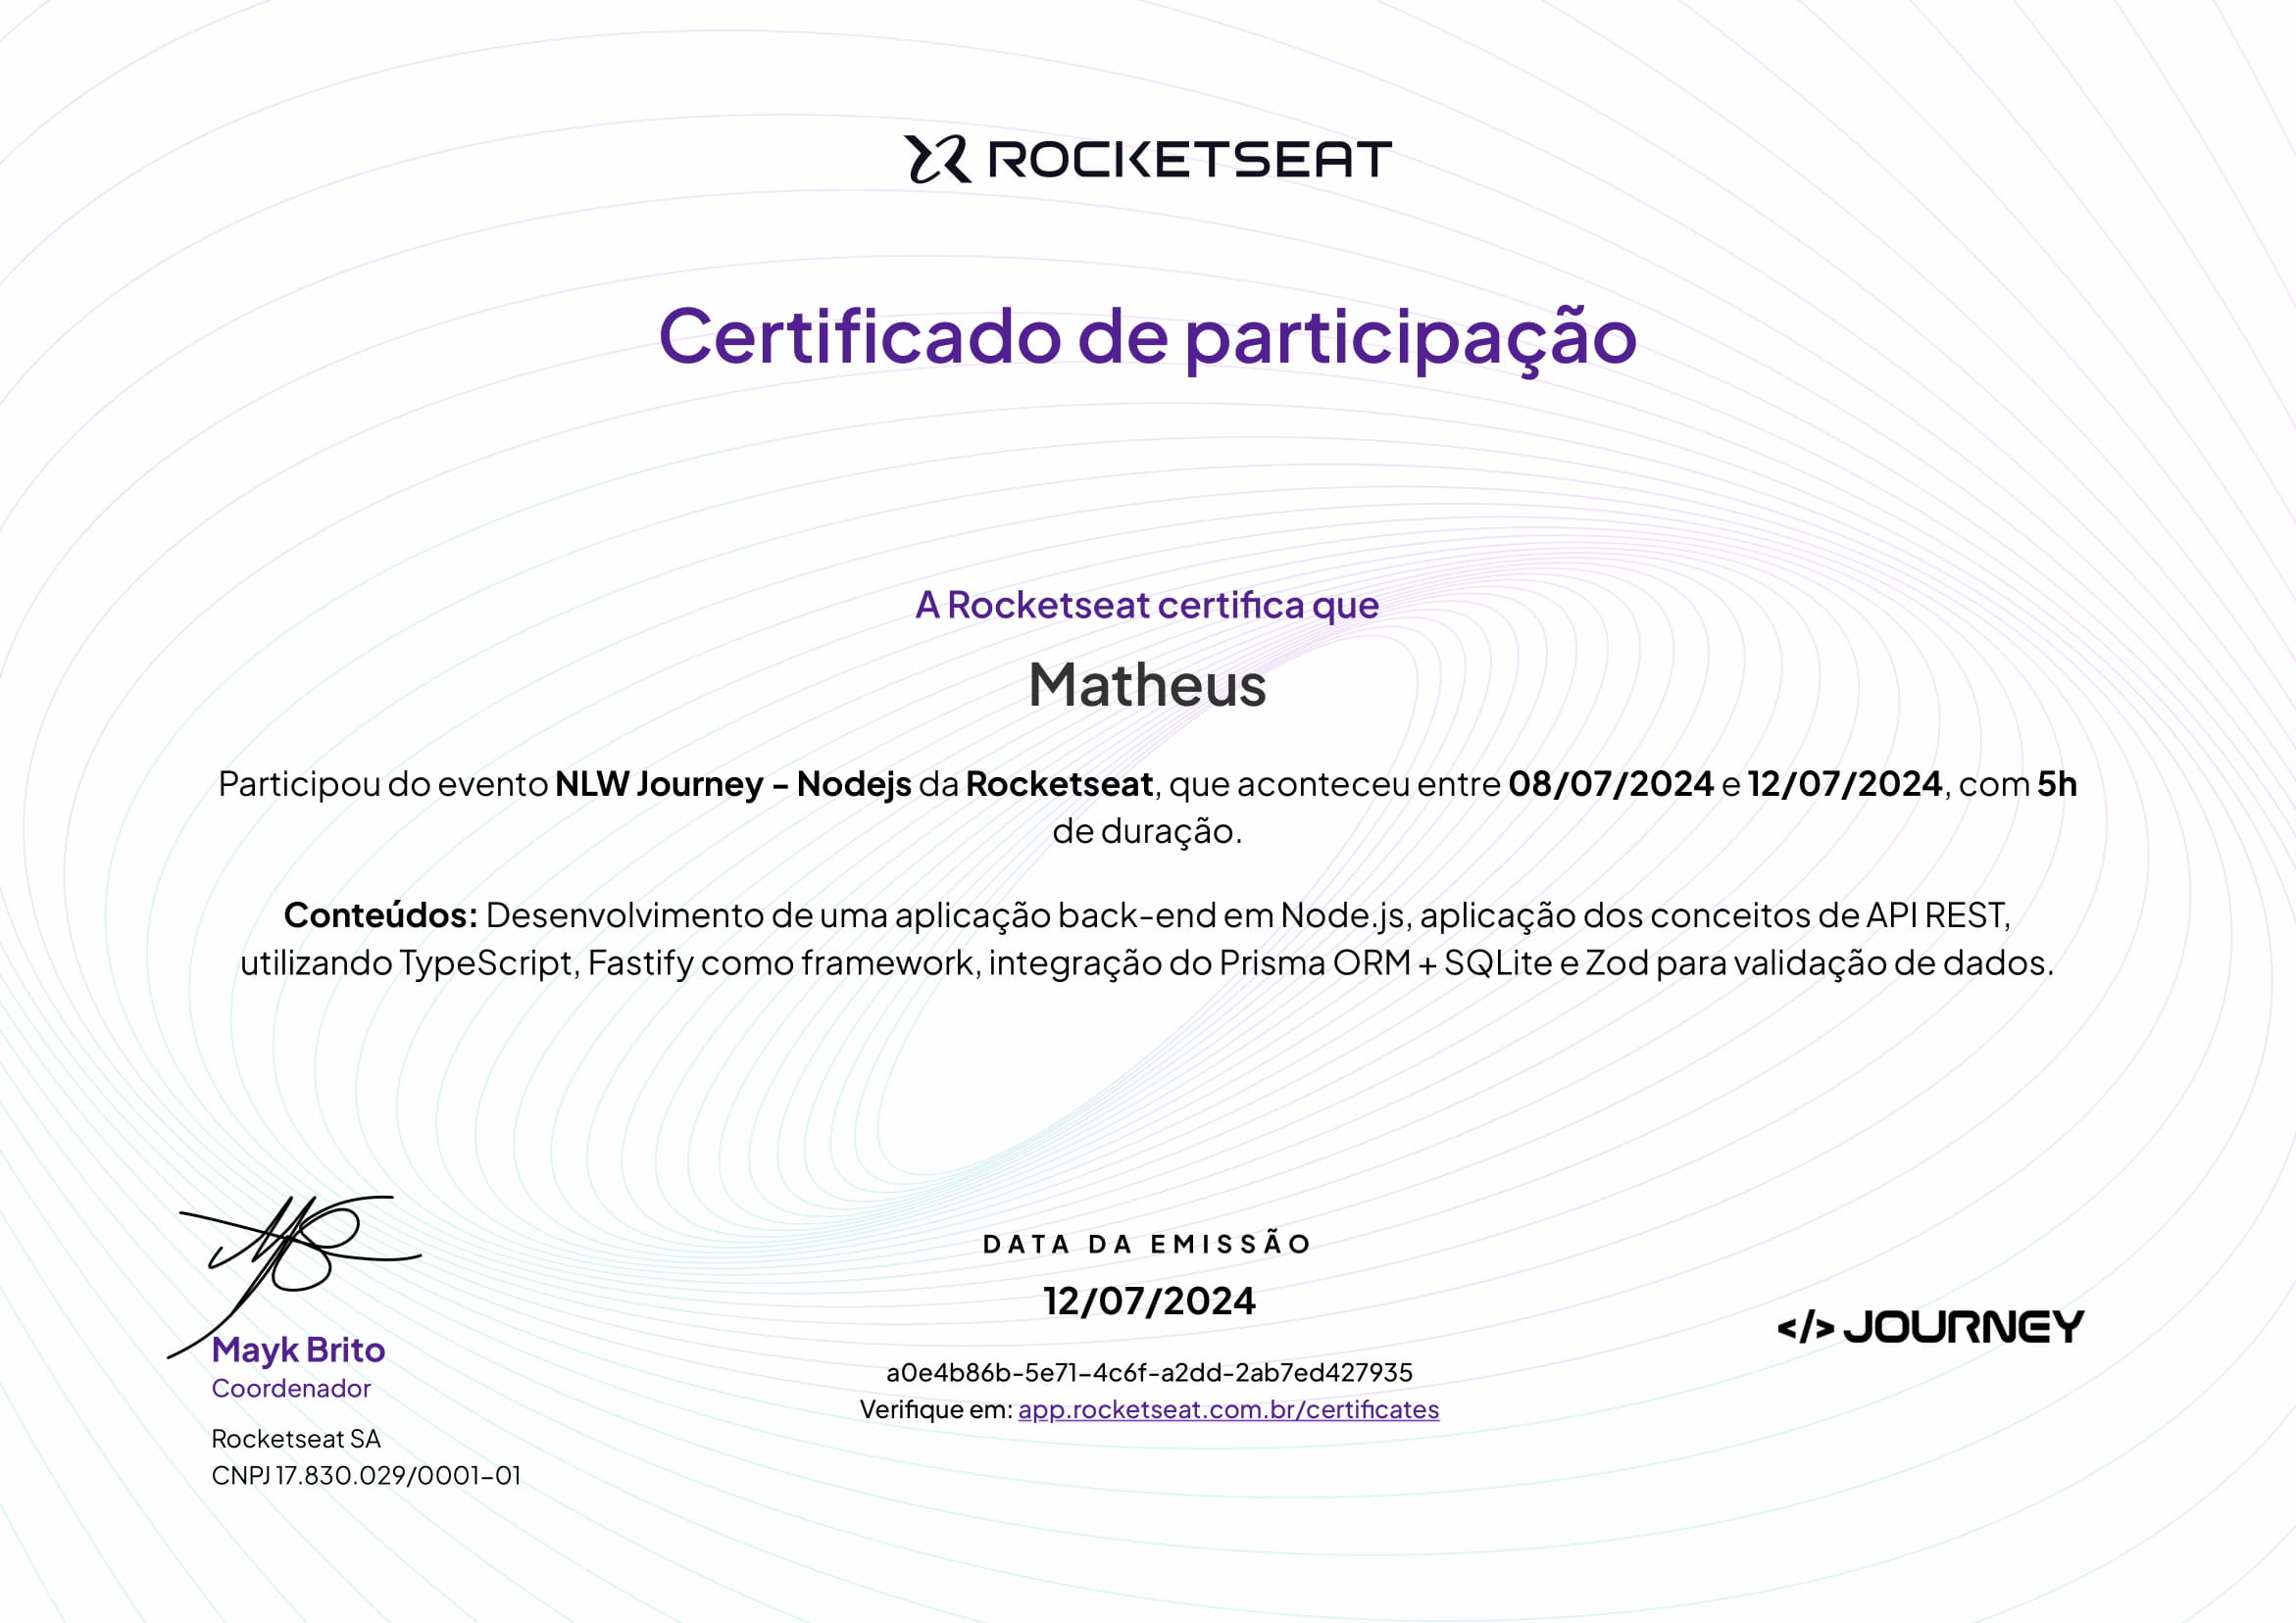 ROCKETSEAT
Certificado de participação
A Rocketseat certifica que
Matheus
Participou do evento NLW Journey - Nodejs da Rocketseat, que aconteceu entre 08/07/2024 e 12/07/2024, com 5h
de duração.
Conteúdos: Desenvolvimento de uma aplicação back-end em Node.js, aplicação dos conceitos de API REST,
utilizando TypeScript, Fastify como framework, integração do Prisma ORM + SQLite e Zod para validação de dados.
Mayk Brito
Coordenador
Rocketseat SA
CNPJ 17.830.029/0001-01
DATA DA EMISSÃO
12/07/2024
a0e4b86b-5e71-4c6f-a2dd-2ab7ed427935
Verifique em: app.rocketseat.com.br/certificates
</> JOURNEY